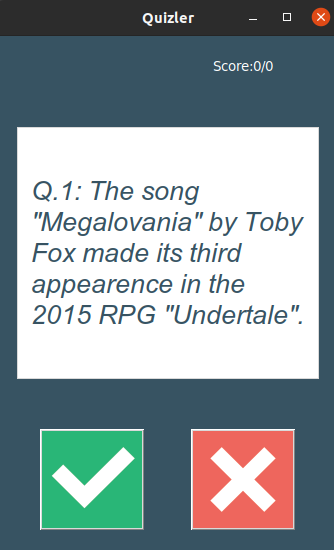 Quizler
Score:0/0
Q.1: The song
"Megalovania" by Toby
Fox made its third
appearence in the
2015 RPG "Undertale".